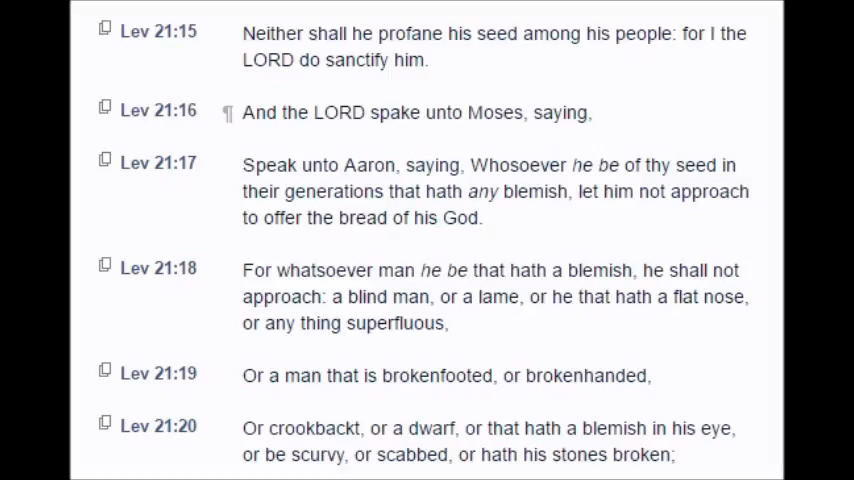 Lev 21:15 Neither shall he profane his seed among his people: for I the
LORD do sanctify him.
Lev 21:16 ¶ And the LORD spake unto Moses, saying,
Lev 21:17 Speak unto Aaron, saying, Whosoever he be of thy seed in
their generations that hath any blemish, let him not approach
to offer the bread of his God.
Lev 21:18 For whatsoever man he be that hath a blemish, he shall not
approach: a blind man, or a lame, or he that hath a flat nose,
or any thing superfluous,
Lev 21:19 Or a man that is brokenfooted, or brokenhanded,
Lev 21:20 Or crookbackt, or a dwarf, or that hath a blemish in his eye,
or be scurvy, or scabbed, or hath his stones broken;